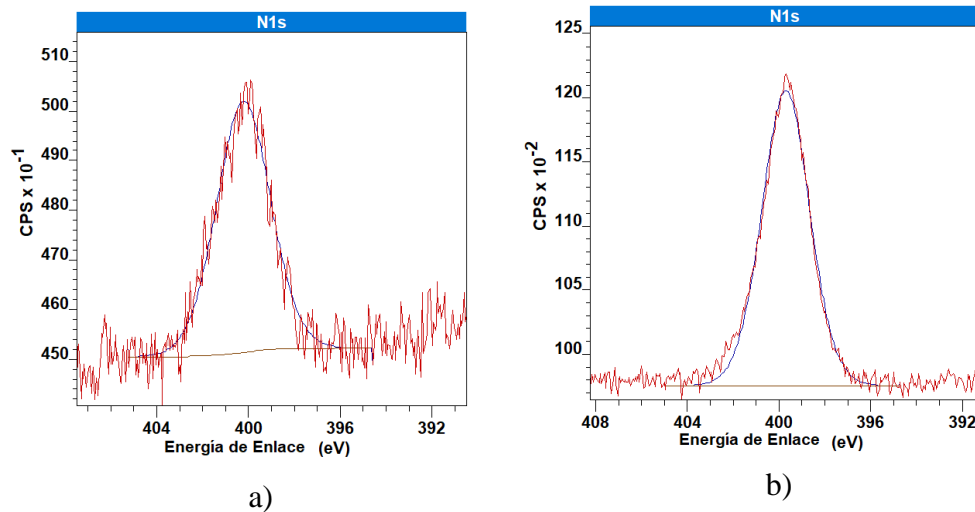 N1s
510
500
490
480
470
460
450
CPS x 10-1
404
400
396
392
Energía de Enlace (eV)
a)
N1s
125
120
115
110
105
100
CPS x 10-2
408
404
400
396
392
Energía de Enlace (eV)
b)